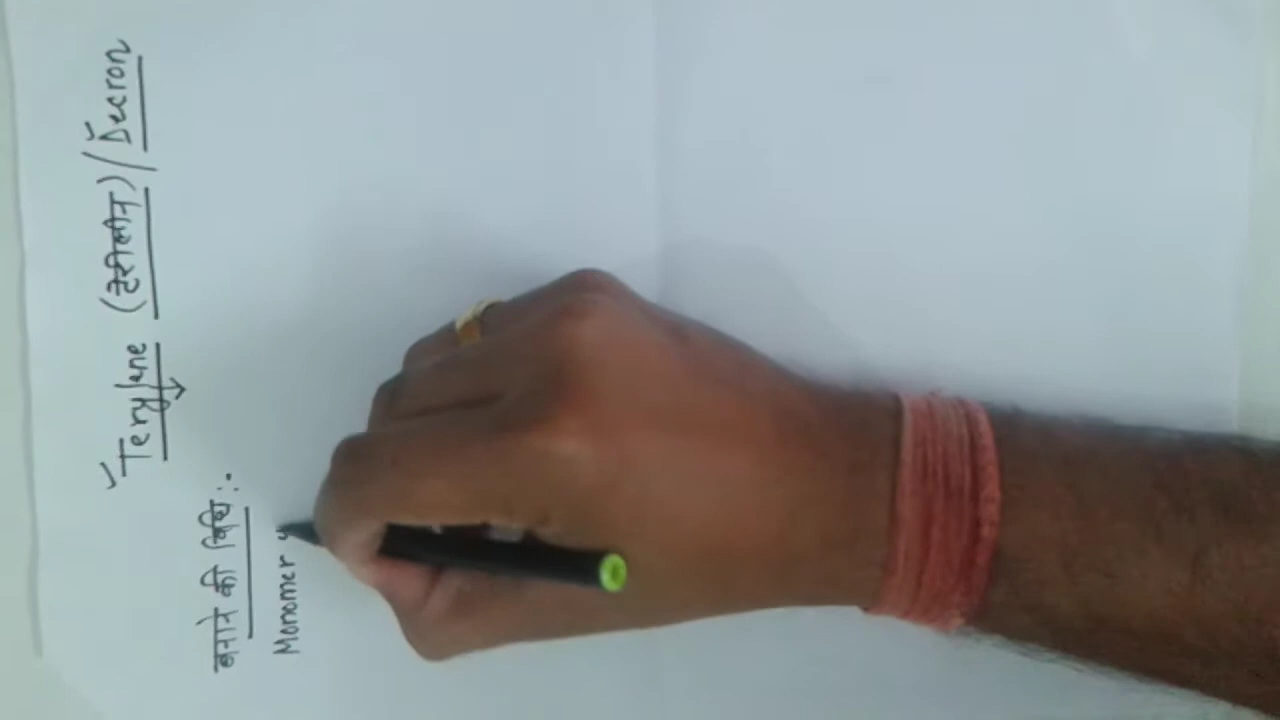 Terylene (टेरीलीन) / Decron
बनाने की विधि :-
Monomer